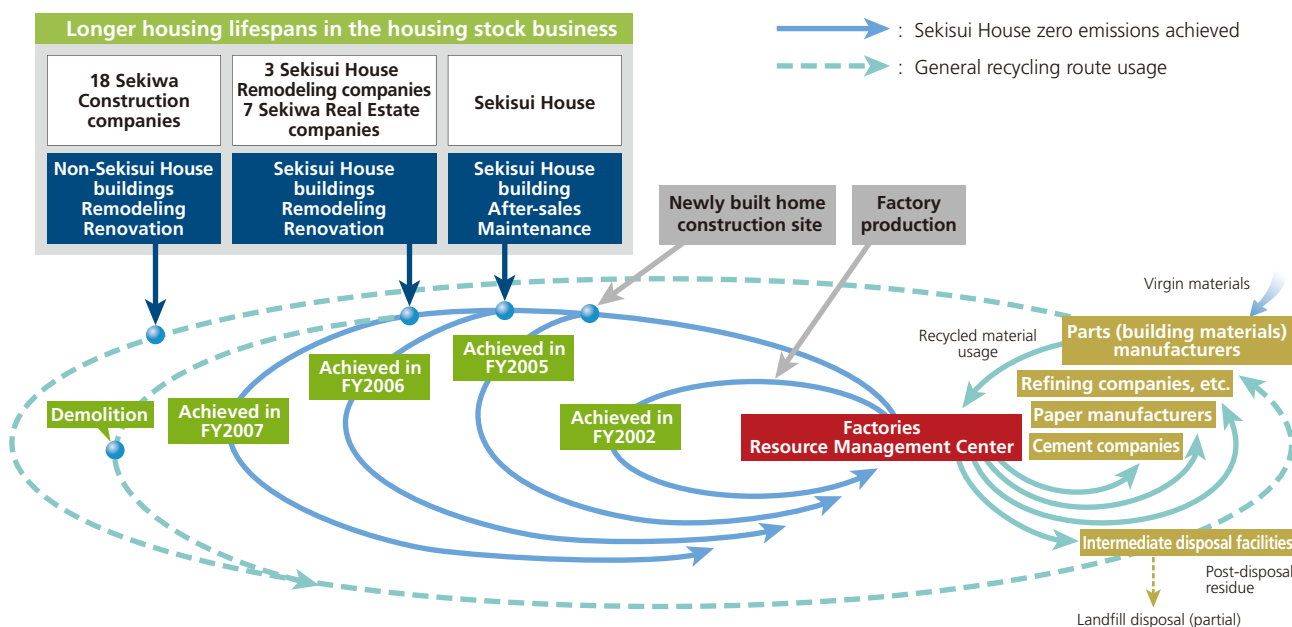 Longer housing lifespans in the housing stock business
18 Sekiwa
Construction
companies
3 Sekisui House
Remodeling companies
7 Sekiwa Real Estate
companies
Sekisui House
Non-Sekisui House
buildings
Remodeling
Renovation
Sekisui House
buildings
Remodeling
Renovation
Sekisui House
building
After-sales
Maintenance
: Sekisui House zero emissions achieved
: General recycling route usage
Newly built home
construction site
Factory
production
Virgin materials
Recycled material
usage
Parts (building materials)
manufacturers
Refining companies, etc.
Paper manufacturers
Cement companies
Achieved in
FY2005
Achieved in
FY2006
Demolition
Achieved in
FY2007
Achieved in
FY2002
Factories
Resource Management Center
Intermediate disposal facilities
Post-disposal
residue
Landfill disposal (partial)